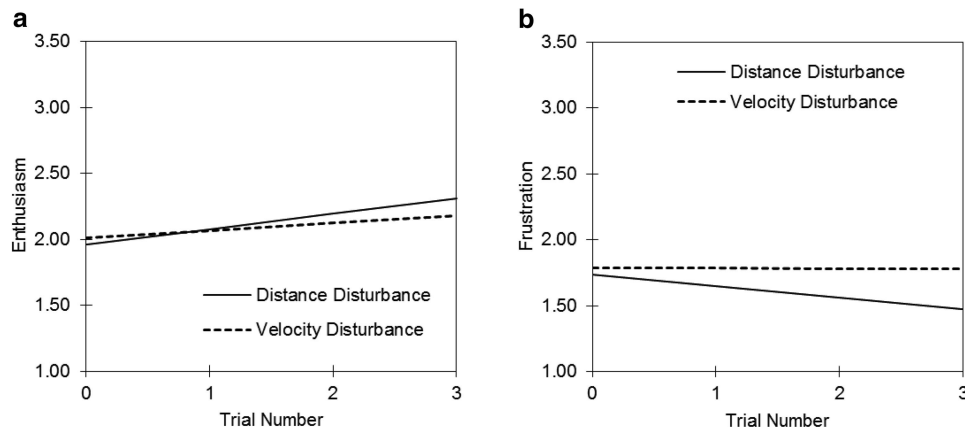 a
3.50
3.00
2.50
2.00
1.50
1.00
Enthusiasm
Distance Disturbance
Velocity Disturbance
0
1
2
3
Trial Number
b
3.50
3.00
2.50
2.00
1.50
1.00
Frustration
Distance Disturbance
Velocity Disturbance
0
1
2
3
Trial Number